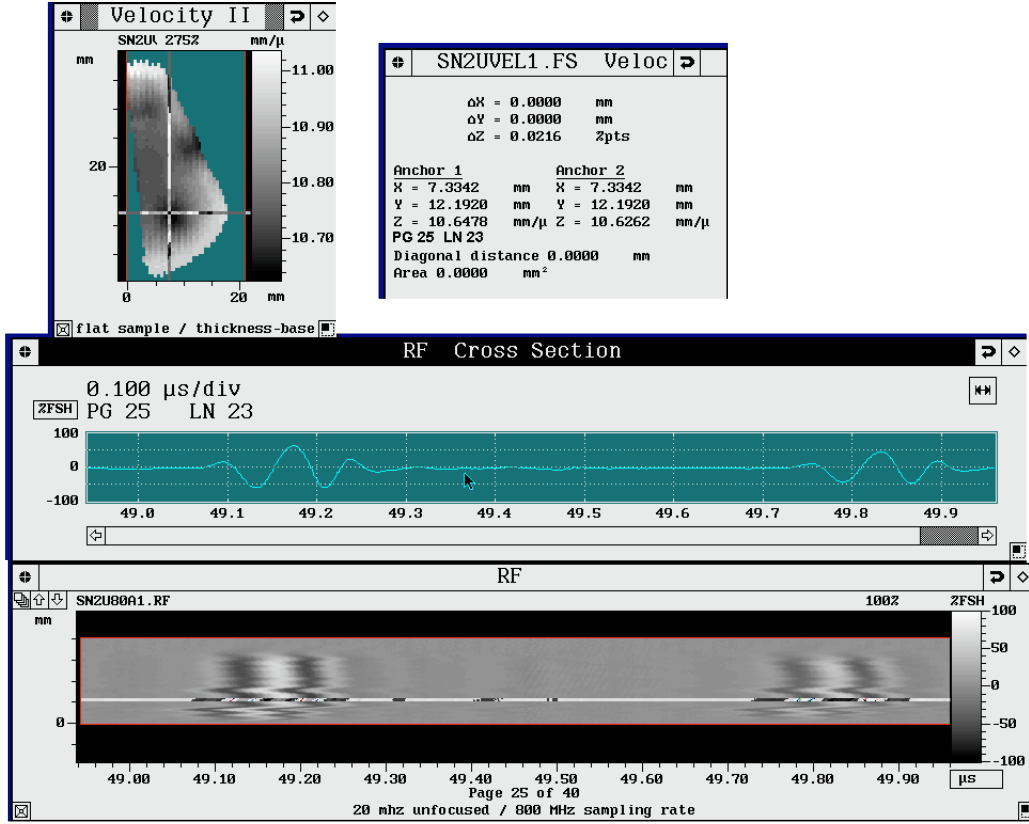 Velocity II
SN2UV 275% mm/µ
mm
11.00
10.90
20
10.80
10.70
0 20 mm
flat sample / thickness-base
SN2UVEL1.FS Veloc
△X = 0.0000 mm
△Y = 0.0000 mm
△Z = 0.0216 %pts
Anchor 1 Anchor 2
X = 7.3342 mm X = 7.3342 mm
Y = 12.1920 mm Y = 12.1920 mm
Z = 10.6478 mm/µ Z = 10.6262 mm/µ
PG 25 LN 23
Diagonal distance 0.0000 mm
Area 0.0000 mm²
RF Cross Section
0.100 µs/div
%FSH PG 25 LN 23
100
0
-100
49.0 49.1 49.2 49.3 49.4 49.5 49.6 49.7 49.8 49.9
RF
SN2U80A1.RF 100% %FSH
mm
100
50
0
0
-50
-100
49.00 49.10 49.20 49.30 49.40 49.50 49.60 49.70 49.80 49.90 µs
Page 25 of 40
20 mhz unfocused / 800 MHz sampling rate